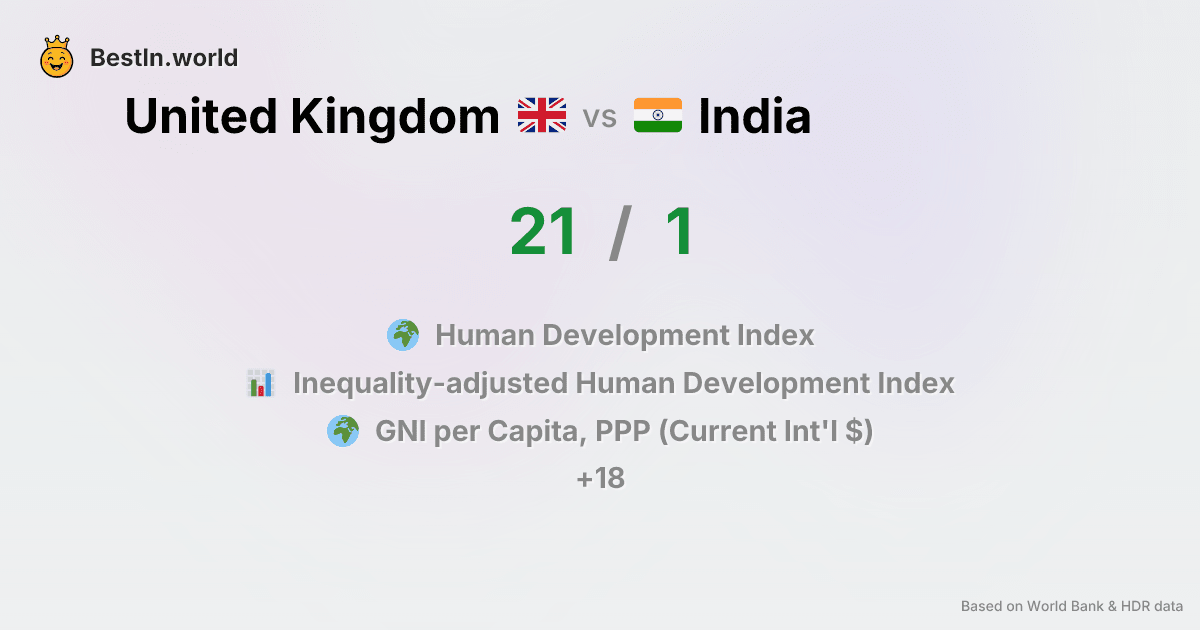 BestIn.world
United Kingdom vs India
21 / 1
Human Development Index
Inequality-adjusted Human Development Index
GNI per Capita, PPP (Current Int'l $)
+18
Based on World Bank & HDR data